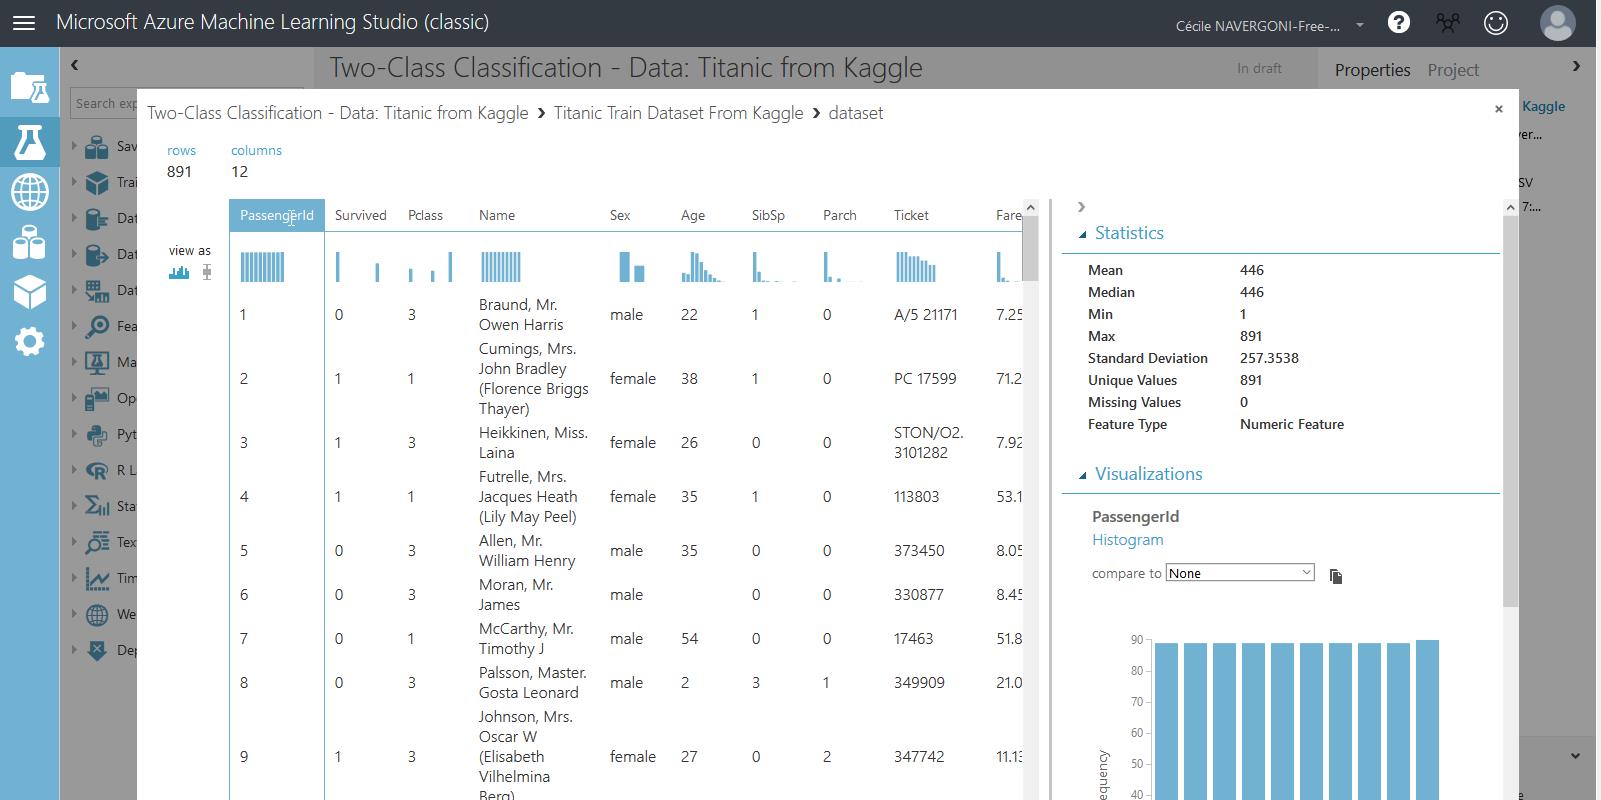 Microsoft Azure Machine Learning Studio (classic)
Cécile NAVERGONI-Free-...
?
Two-Class Classification - Data: Titanic from Kaggle
In draft
Properties
Project
Search exp
Sav
Trai
Dat
Dat
Dat
Fea
Ma
Ope
Pyt
R L
Sta
Tex
Tim
We
Dep
Kaggle
ver...
SV
7:...
Two-Class Classification - Data: Titanic from Kaggle > Titanic Train Dataset From Kaggle > dataset
rows columns
891 12
view as
PassengerId Survived Pclass Name Sex Age SibSp Parch Ticket Fare
1 0 3 Braund, Mr. Owen Harris male 22 1 0 A/5 21171 7.25
2 1 1 Cumings, Mrs. John Bradley (Florence Briggs Thayer) female 38 1 0 PC 17599 71.2
3 1 3 Heikkinen, Miss. Laina female 26 0 0 STON/O2. 3101282 7.92
4 1 1 Futrelle, Mrs. Jacques Heath (Lily May Peel) female 35 1 0 113803 53.1
5 0 3 Allen, Mr. William Henry male 35 0 0 373450 8.05
6 0 3 Moran, Mr. James male 0 0 330877 8.45
7 0 1 McCarthy, Mr. Timothy J male 54 0 0 17463 51.8
8 0 3 Palsson, Master. Gosta Leonard male 2 3 1 349909 21.0
9 1 3 Johnson, Mrs. Oscar W (Elisabeth Vilhelmina Berg) female 27 0 2 347742 11.13
Statistics
Mean 446
Median 446
Min 1
Max 891
Standard Deviation 257.3538
Unique Values 891
Missing Values 0
Feature Type Numeric Feature
Visualizations
PassengerId
Histogram
compare to None
90
80
70
60
50
40
equency